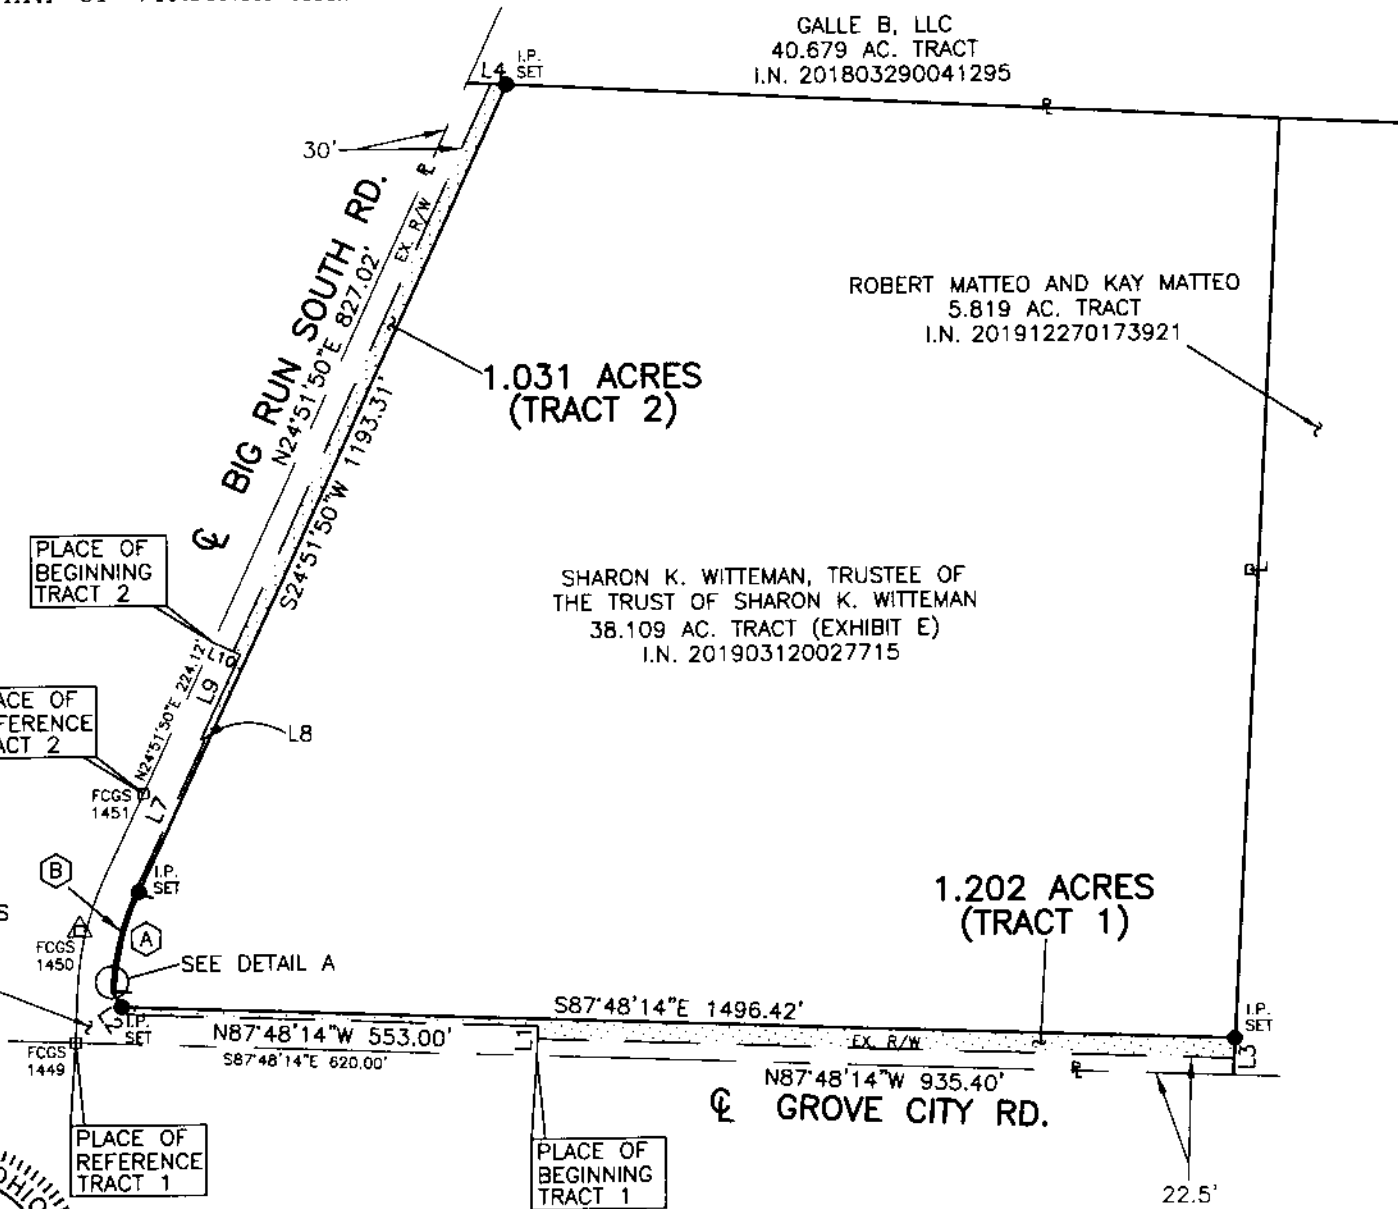 GALLE B, LLC
40.679 AC. TRACT
I.N. 201803290041295
L4
I.P.
SET
30'
BIG RUN SOUTH RD.
N24°51'50"E 827.02'
EX. R/W
S24°51'50"W 1193.31'
ROBERT MATTEO AND KAY MATTEO
5.819 AC. TRACT
I.N. 201912270173921
1.031 ACRES
(TRACT 2)
PLACE OF
BEGINNING
TRACT 2
SHARON K. WITTEMAN, TRUSTEE OF
THE TRUST OF SHARON K. WITTEMAN
38.109 AC. TRACT (EXHIBIT E)
I.N. 201903120027715
L10
L9
N24°51'50"E 224.12'
ACE OF
FERENCE
ACT 2
L8
FCGS
1451
L7
B
I.P.
SET
A
S
FCGS
1450
SEE DETAIL A
1.202 ACRES
(TRACT 1)
S87°48'14"E 1496.42'
I.P.
SET
I.P.
SET
N87°48'14"W 553.00'
S87°48'14"E 620.00'
L1
EX. R/W
L3
FCGS
1449
N87°48'14"W 935.40'
GROVE CITY RD.
PLACE OF
REFERENCE
TRACT 1
PLACE OF
BEGINNING
TRACT 1
22.5'
OHIO